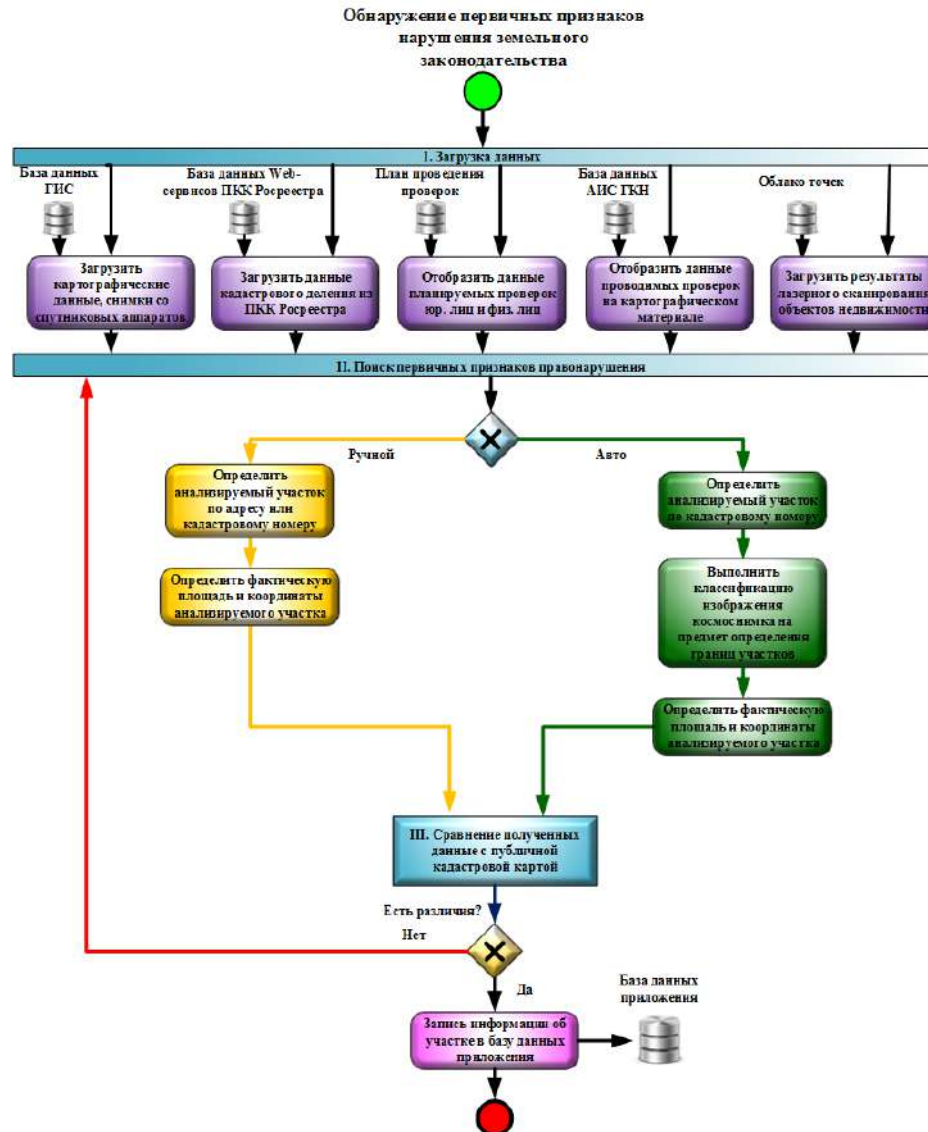 Обнаружение первичных признаков
нарушения земельного
законодательства
I. Загрузка данных
База данных
ГИС
База данных Web-
сервисов ПКК Росреестра
План проведения
проверок
База данных
АИС ГКН
Облако точек
Загрузить
картографические
данные, снимки со
спутниковых аппаратов
Загрузить данные
кадастрового деления из
ПКК Росреестра
Отобразить данные
планируемых проверок
юр. лиц и физ. лиц
Отобразить данные
проводимых проверок
на картографическом
материале
Загрузить результаты
лазерного сканирования
объектов недвижимости
II. Поиск первичных признаков правонарушения
Ручной
Авто
Определить
анализируемый участок
по адресу или
кадастровому номеру
Определить фактическую
площадь и координаты
анализируемого участка
Определить
анализируемый участок
по кадастровому номеру
Выполнить
классификацию
изображения
космоснимка на
предмет определения
границ участков
Определить фактическую
площадь и координаты
анализируемого участка
III. Сравнение полученных
данные с публичной
кадастровой картой
Есть различия?
Нет
Да
База данных
приложения
Запись информации об
участке в базу данных
приложения